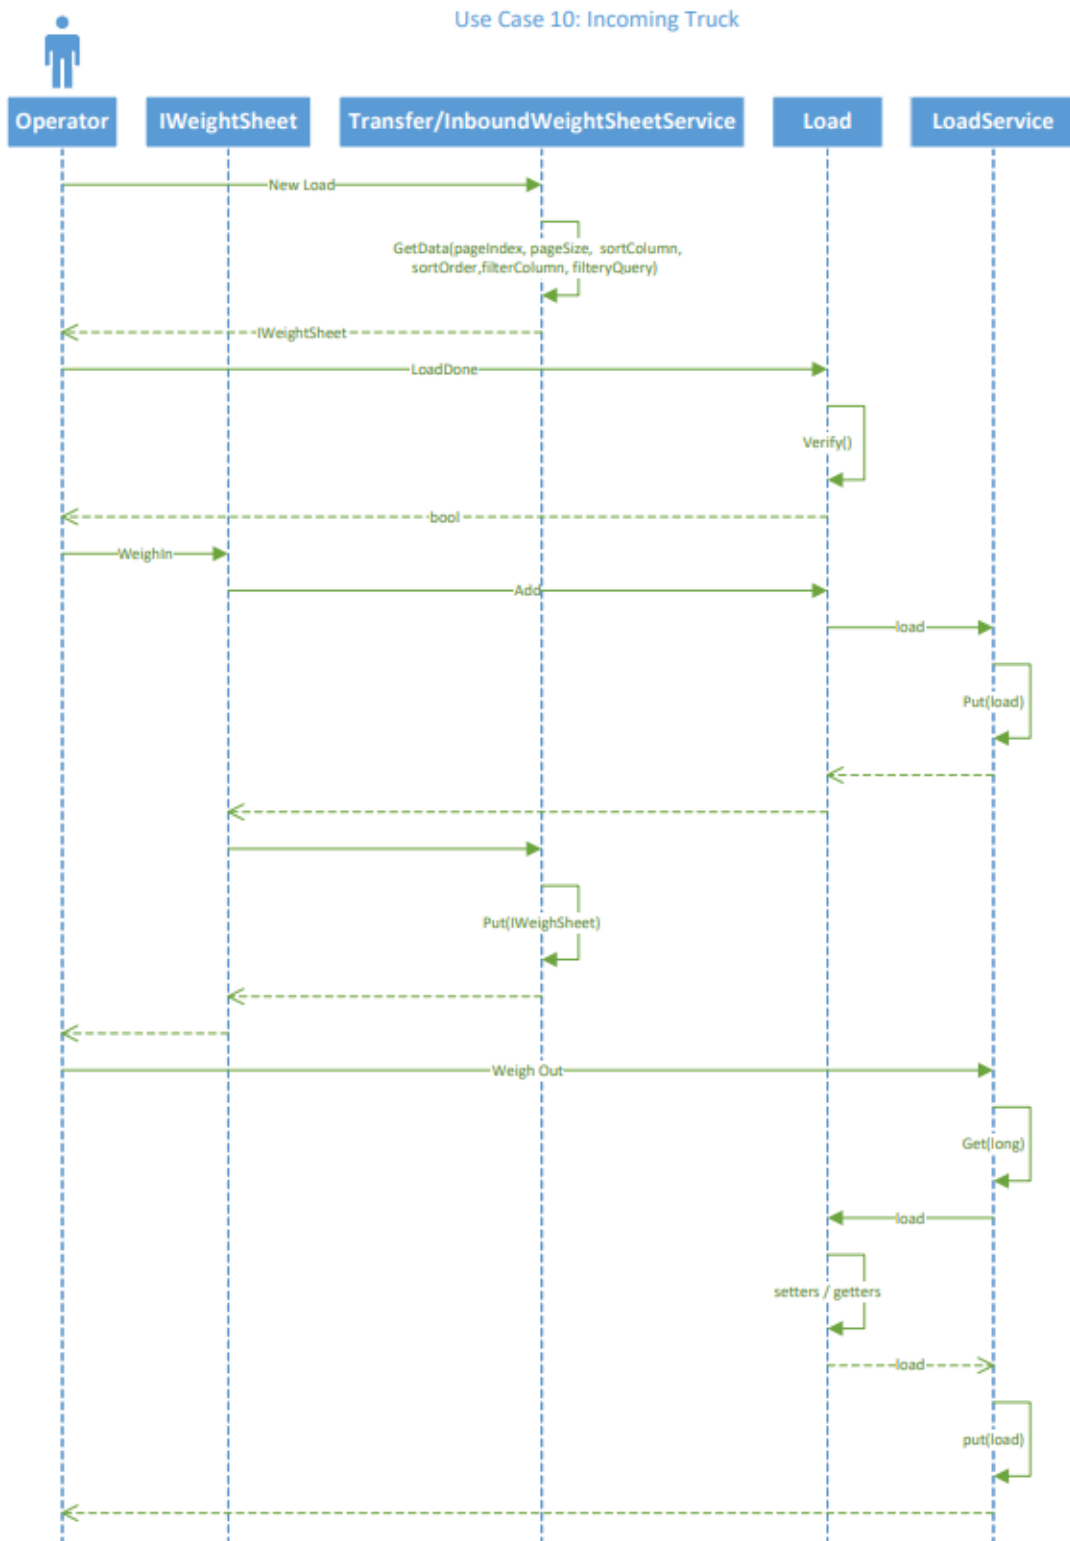 Use Case 10: Incoming Truck
Operator
IWeightSheet
Transfer/InboundWeightSheetService
Load
LoadService
New Load
GetData(pageIndex, pageSize, sortColumn,
sortOrder,filterColumn, filteryQuery)
IWeightSheet
LoadDone
Verify()
bool
WeighIn
Add
load
Put(load)
Put(IWeighSheet)
Weigh Out
Get(long)
load
setters / getters
load
put(load)